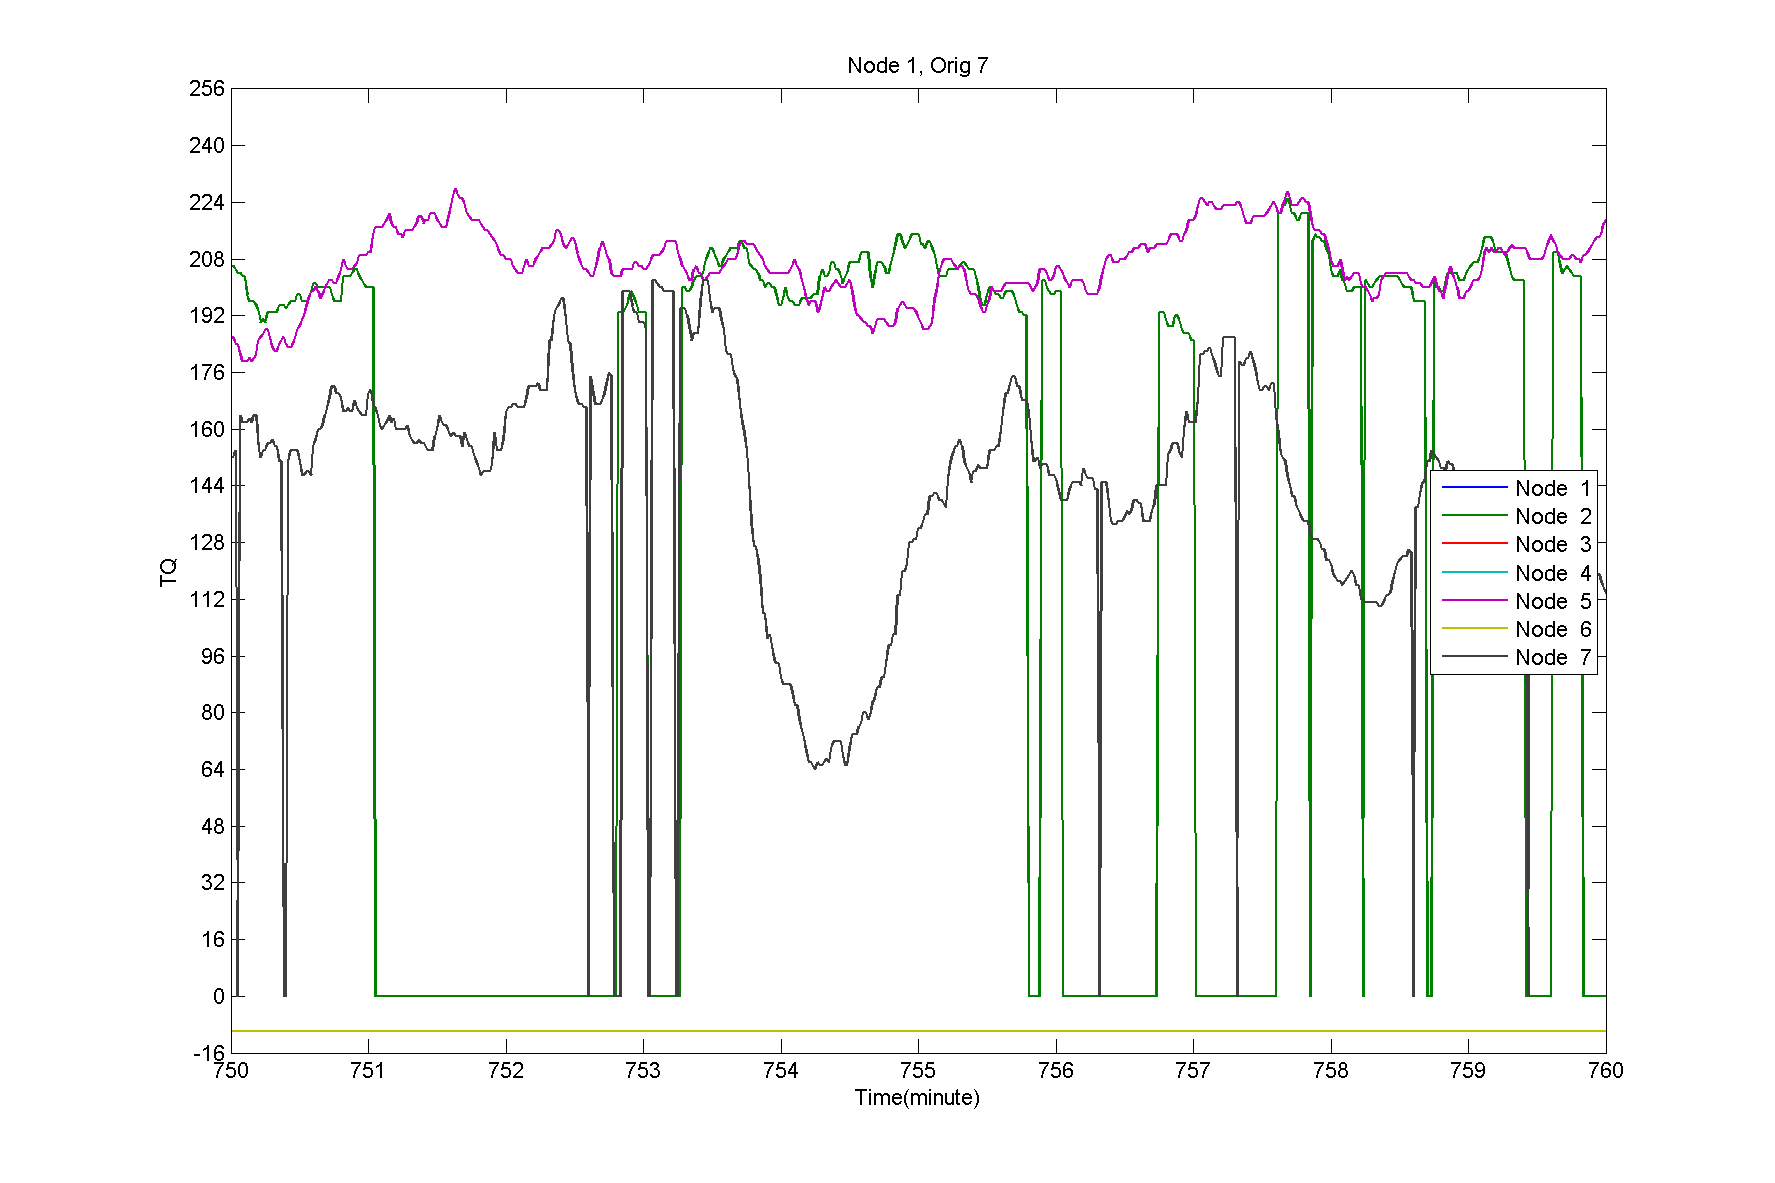 Node 1, Orig 7
256
240
224
208
192
176
160
144
128
112
96
80
64
48
32
16
0
-16
TQ
750 751 752 753 754 755 756 757 758 759 760
Time(minute)
Node 1
Node 2
Node 3
Node 4
Node 5
Node 6
Node 7